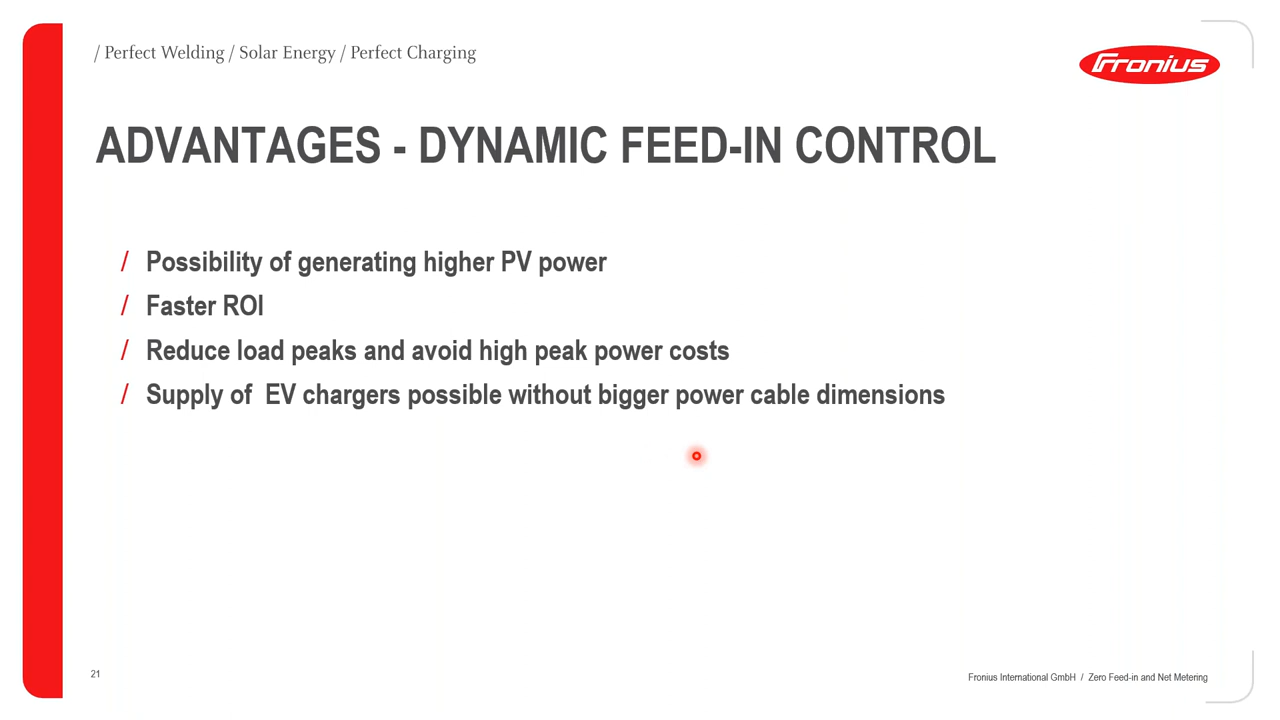 / Perfect Welding / Solar Energy / Perfect Charging
Fronius
ADVANTAGES - DYNAMIC FEED-IN CONTROL
/ Possibility of generating higher PV power
/ Faster ROI
/ Reduce load peaks and avoid high peak power costs
/ Supply of  EV chargers possible without bigger power cable dimensions
21
Fronius International GmbH / Zero Feed-in and Net Metering